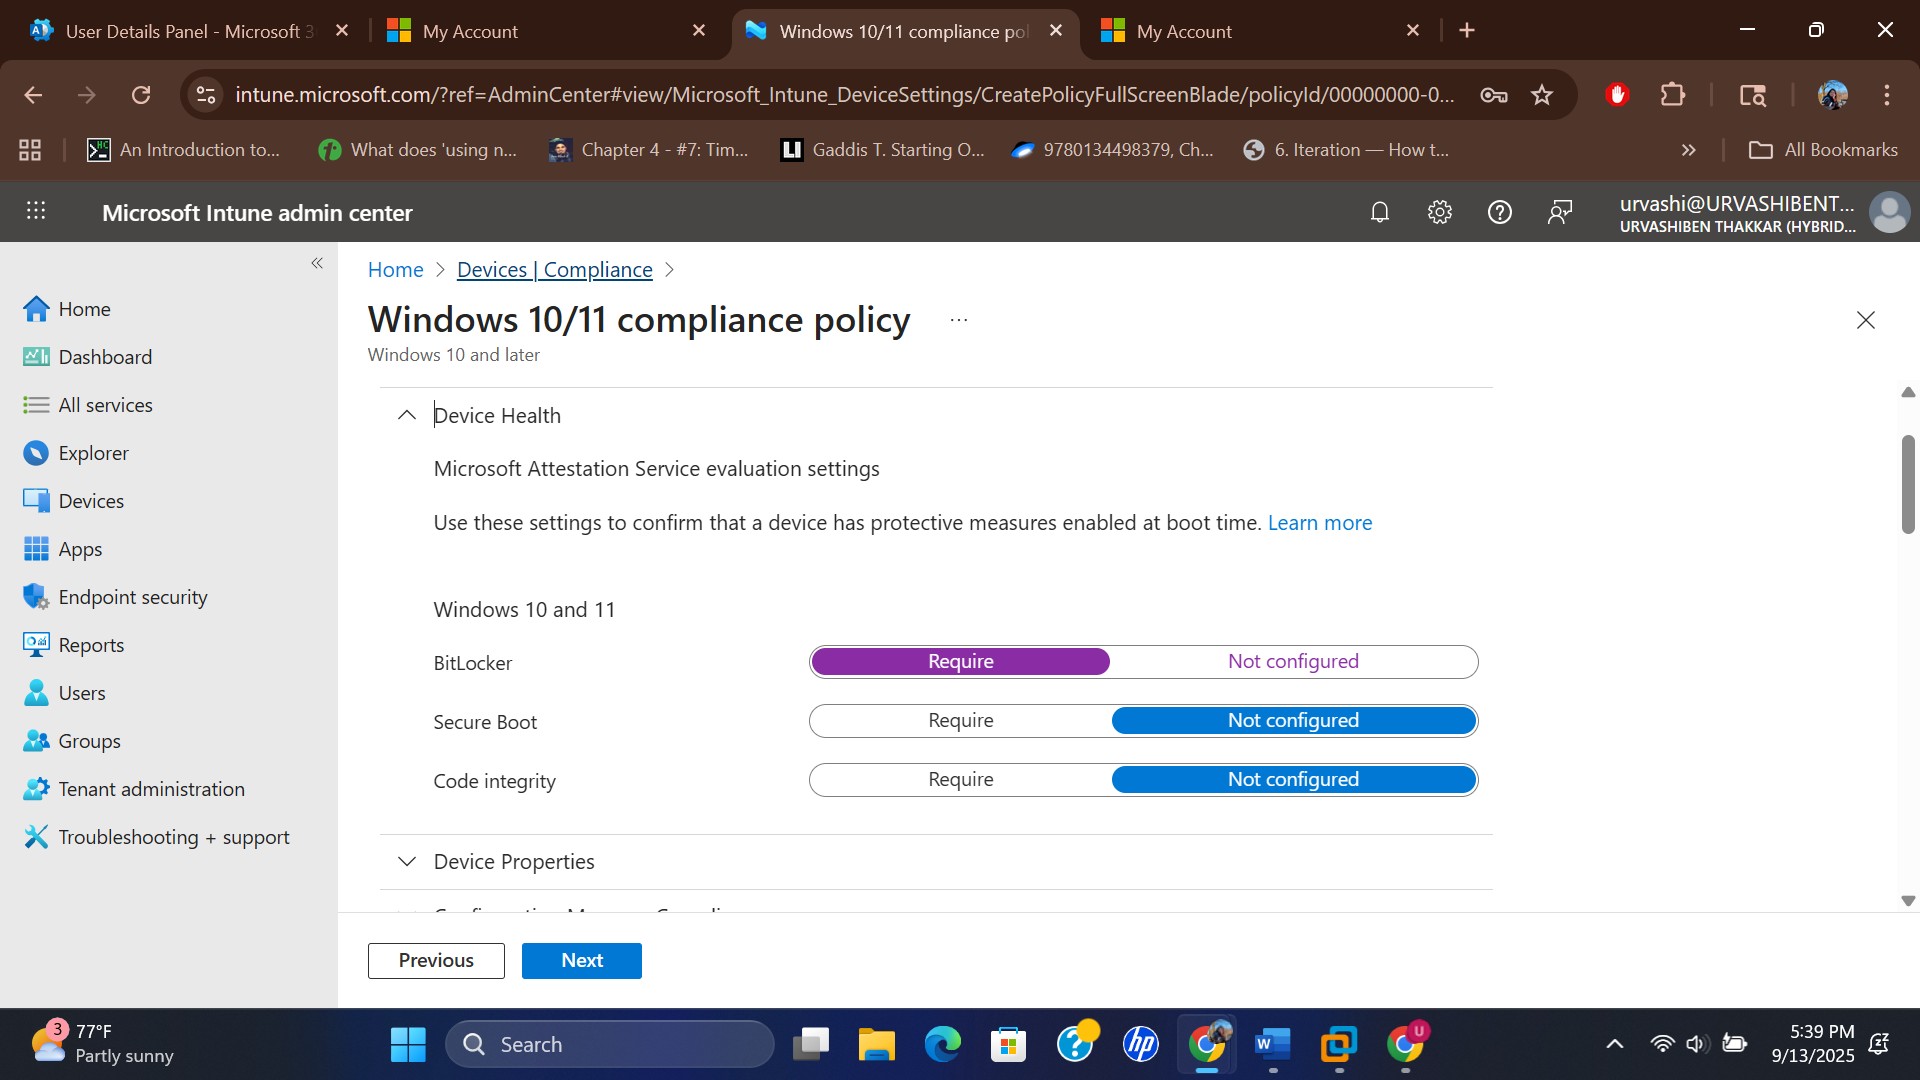 User Details Panel - Microsoft 3
My Account
Windows 10/11 compliance pol
My Account
intune.microsoft.com/?ref=AdminCenter#view/Microsoft_Intune_DeviceSettings/CreatePolicyFullScreenBlade/policyId/00000000-0...
An Introduction to...
What does 'using n...
Chapter 4 - #7: Tim...
LI
Gaddis T. Starting O...
9780134498379, Ch...
6. Iteration — How t...
All Bookmarks
Microsoft Intune admin center
urvashi@URVASHIBENT...
URVASHIBEN THAKKAR (HYBRID...
Home
Dashboard
All services
Explorer
Devices
Apps
Endpoint security
Reports
Users
Groups
Tenant administration
Troubleshooting + support
Home > Devices | Compliance >
Windows 10/11 compliance policy ...
Windows 10 and later
Device Health
Microsoft Attestation Service evaluation settings
Use these settings to confirm that a device has protective measures enabled at boot time. Learn more
Windows 10 and 11
BitLocker Require Not configured
Secure Boot Require Not configured
Code integrity Require Not configured
Device Properties
Previous Next
3
77°F
Partly sunny
Search
hp
W
U
5:39 PM
9/13/2025